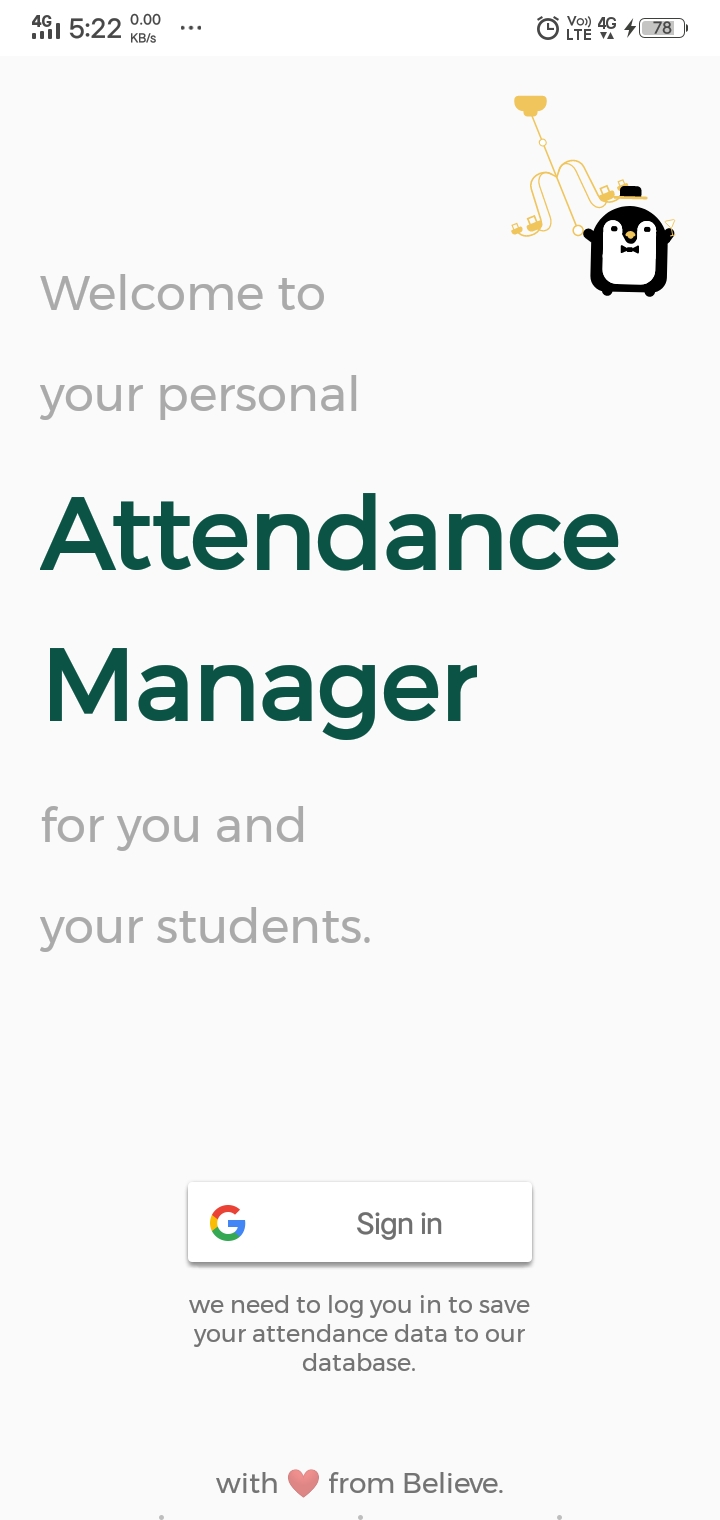 4G 5:22 0.00 KB/s ... Vo)) LTE 4G 78
Welcome to
your personal
Attendance
Manager
for you and
your students.
Sign in
we need to log you in to save
your attendance data to our
database.
with ❤ from Believe.